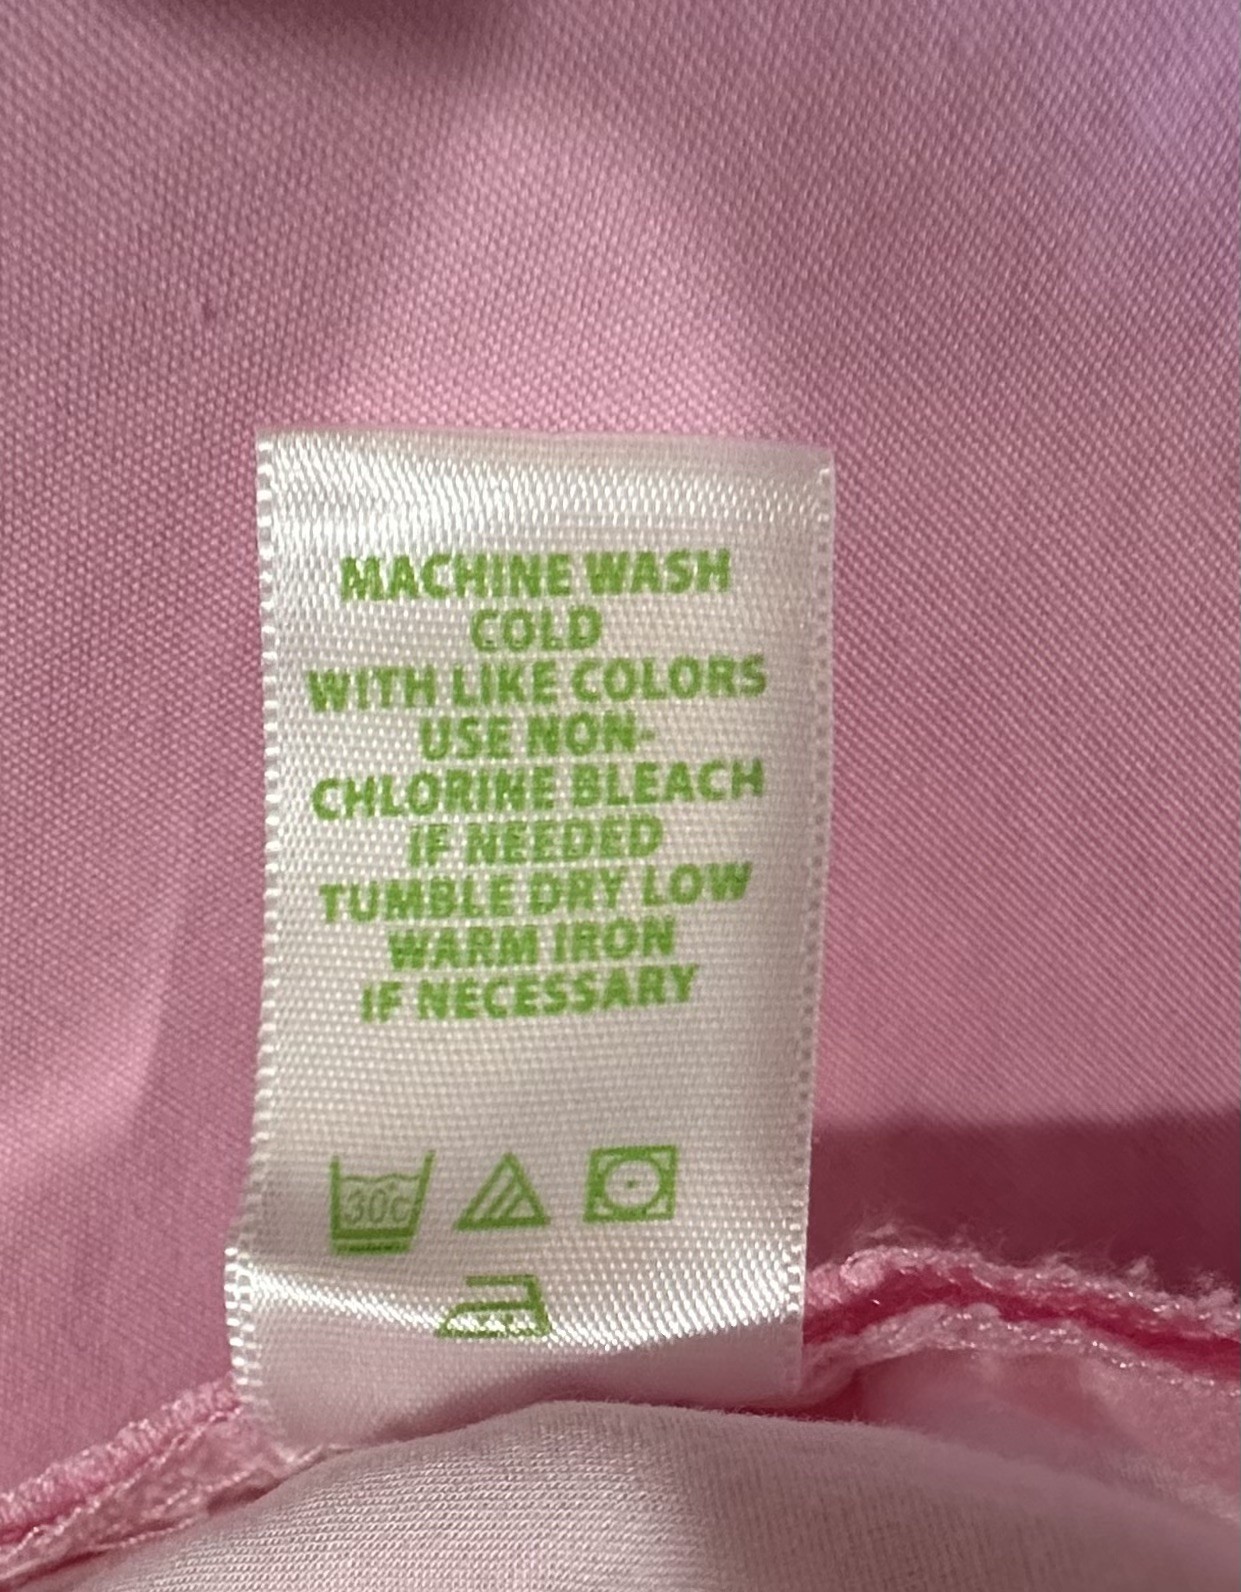 MACHINE WASH
COLD
WITH LIKE COLORS
USE NON-
CHLORINE BLEACH
IF NEEDED
TUMBLE DRY LOW
WARM IRON
IF NECESSARY
30c